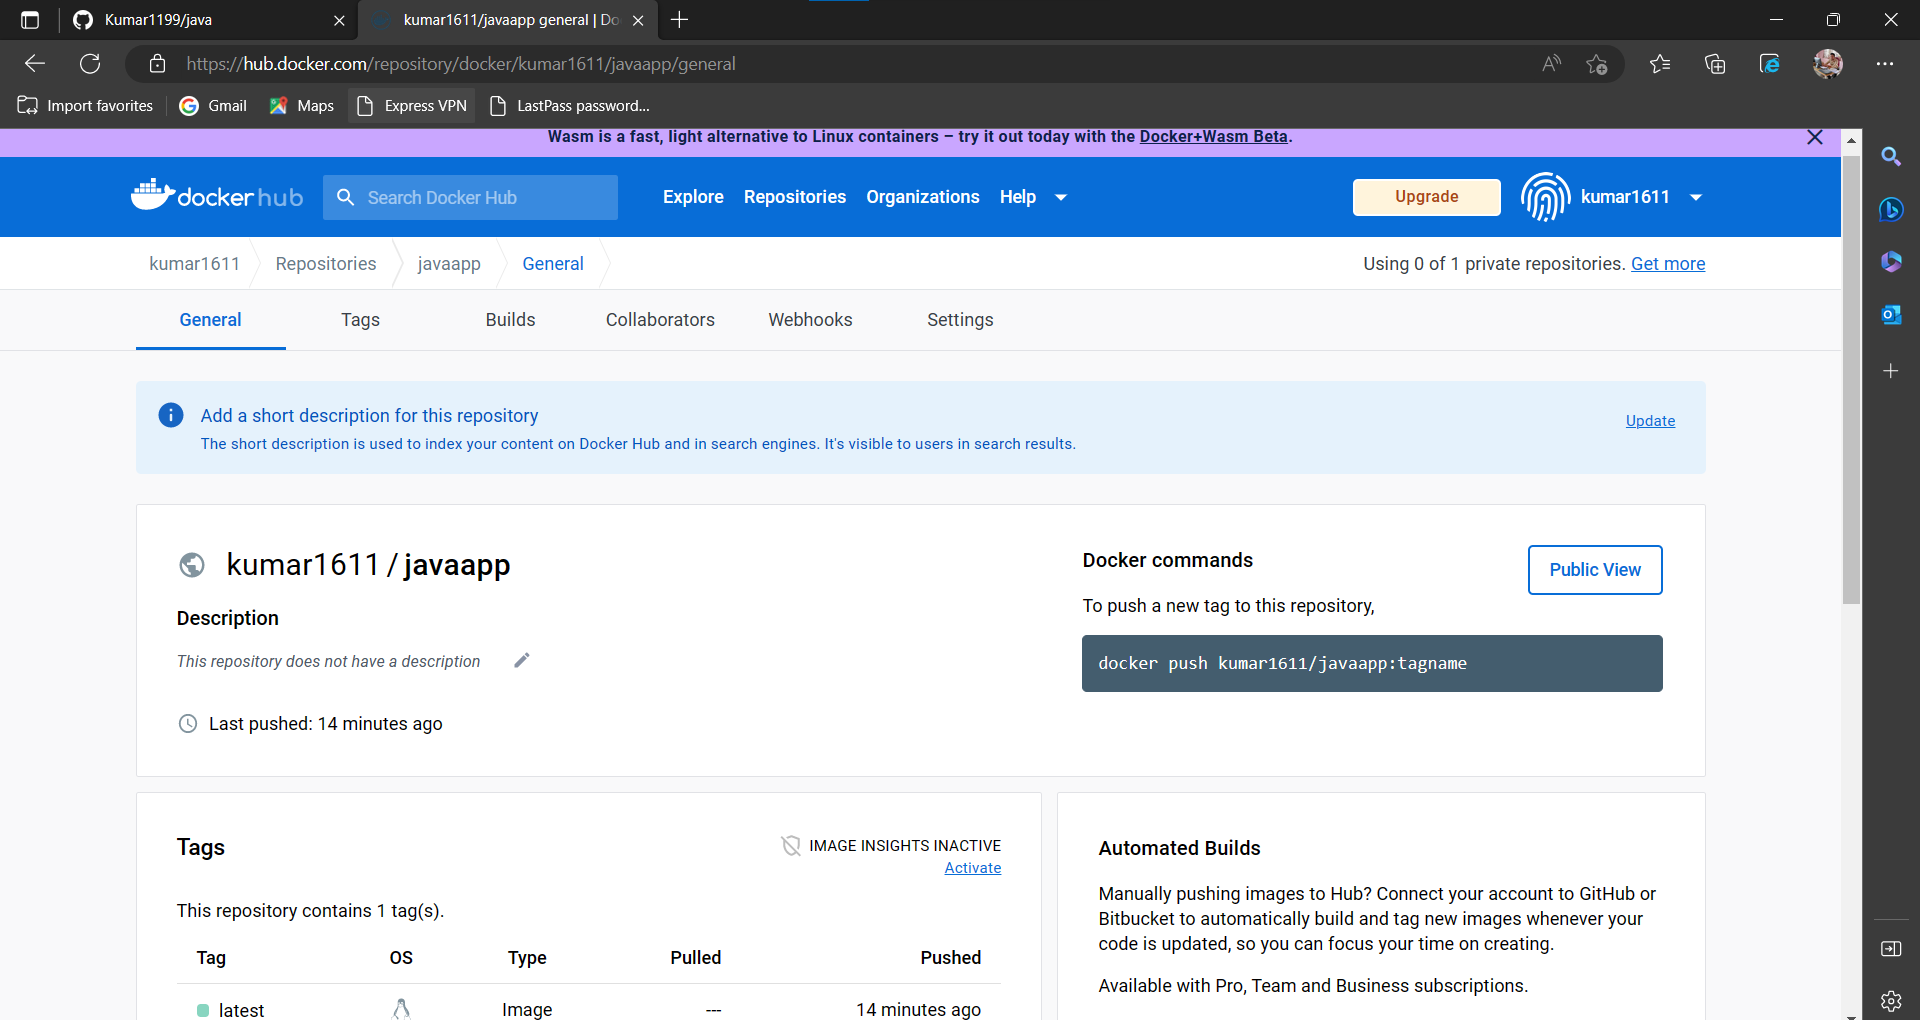 Kumar1199/java
kumar1611/javaapp general | Do
https://hub.docker.com/repository/docker/kumar1611/javaapp/general
Import favorites
Gmail
Maps
Express VPN
LastPass password...
Wasm is a fast, light alternative to Linux containers – try it out today with the Docker+Wasm Beta.
docker hub
Search Docker Hub
Explore
Repositories
Organizations
Help
Upgrade
kumar1611
kumar1611
Repositories
javaapp
General
Using 0 of 1 private repositories. Get more
General
Tags
Builds
Collaborators
Webhooks
Settings
Add a short description for this repository
The short description is used to index your content on Docker Hub and in search engines. It's visible to users in search results.
Update
kumar1611 / javaapp
Description
This repository does not have a description
Last pushed: 14 minutes ago
Docker commands
Public View
To push a new tag to this repository,
docker push kumar1611/javaapp:tagname
Tags
IMAGE INSIGHTS INACTIVE
Activate
This repository contains 1 tag(s).
Tag
OS
Type
Pulled
Pushed
latest
Image
---
14 minutes ago
Automated Builds
Manually pushing images to Hub? Connect your account to GitHub or
Bitbucket to automatically build and tag new images whenever your
code is updated, so you can focus your time on creating.
Available with Pro, Team and Business subscriptions.